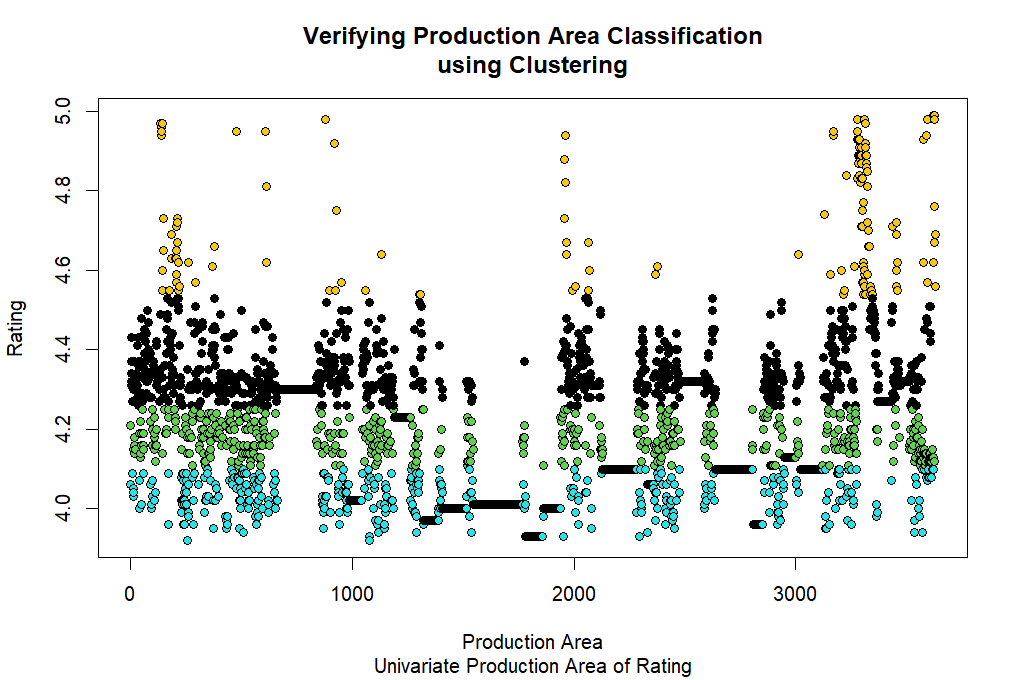 Verifying Production Area Classification
using Clustering
Rating
5.0
4.8
4.6
4.4
4.2
4.0
0 1000 2000 3000
Production Area
Univariate Production Area of Rating